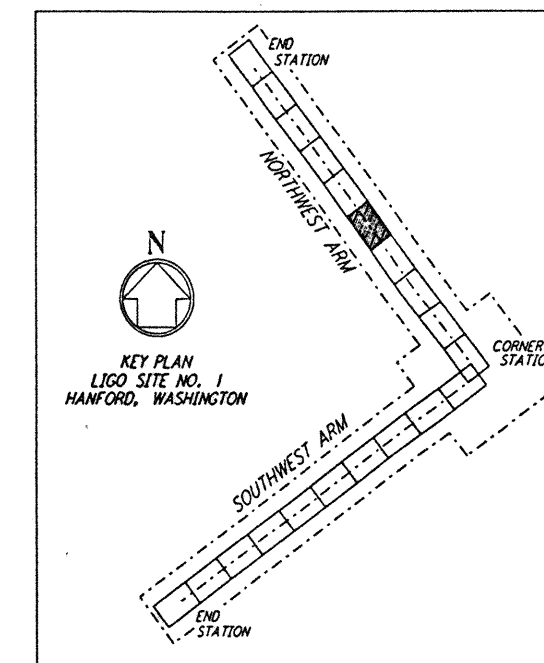 END
STATION
NORTHWEST ARM
N
KEY PLAN
LIGO SITE NO. 1
HANFORD, WASHINGTON
CORNER
STATIO
SOUTHWEST ARM
END
STATION